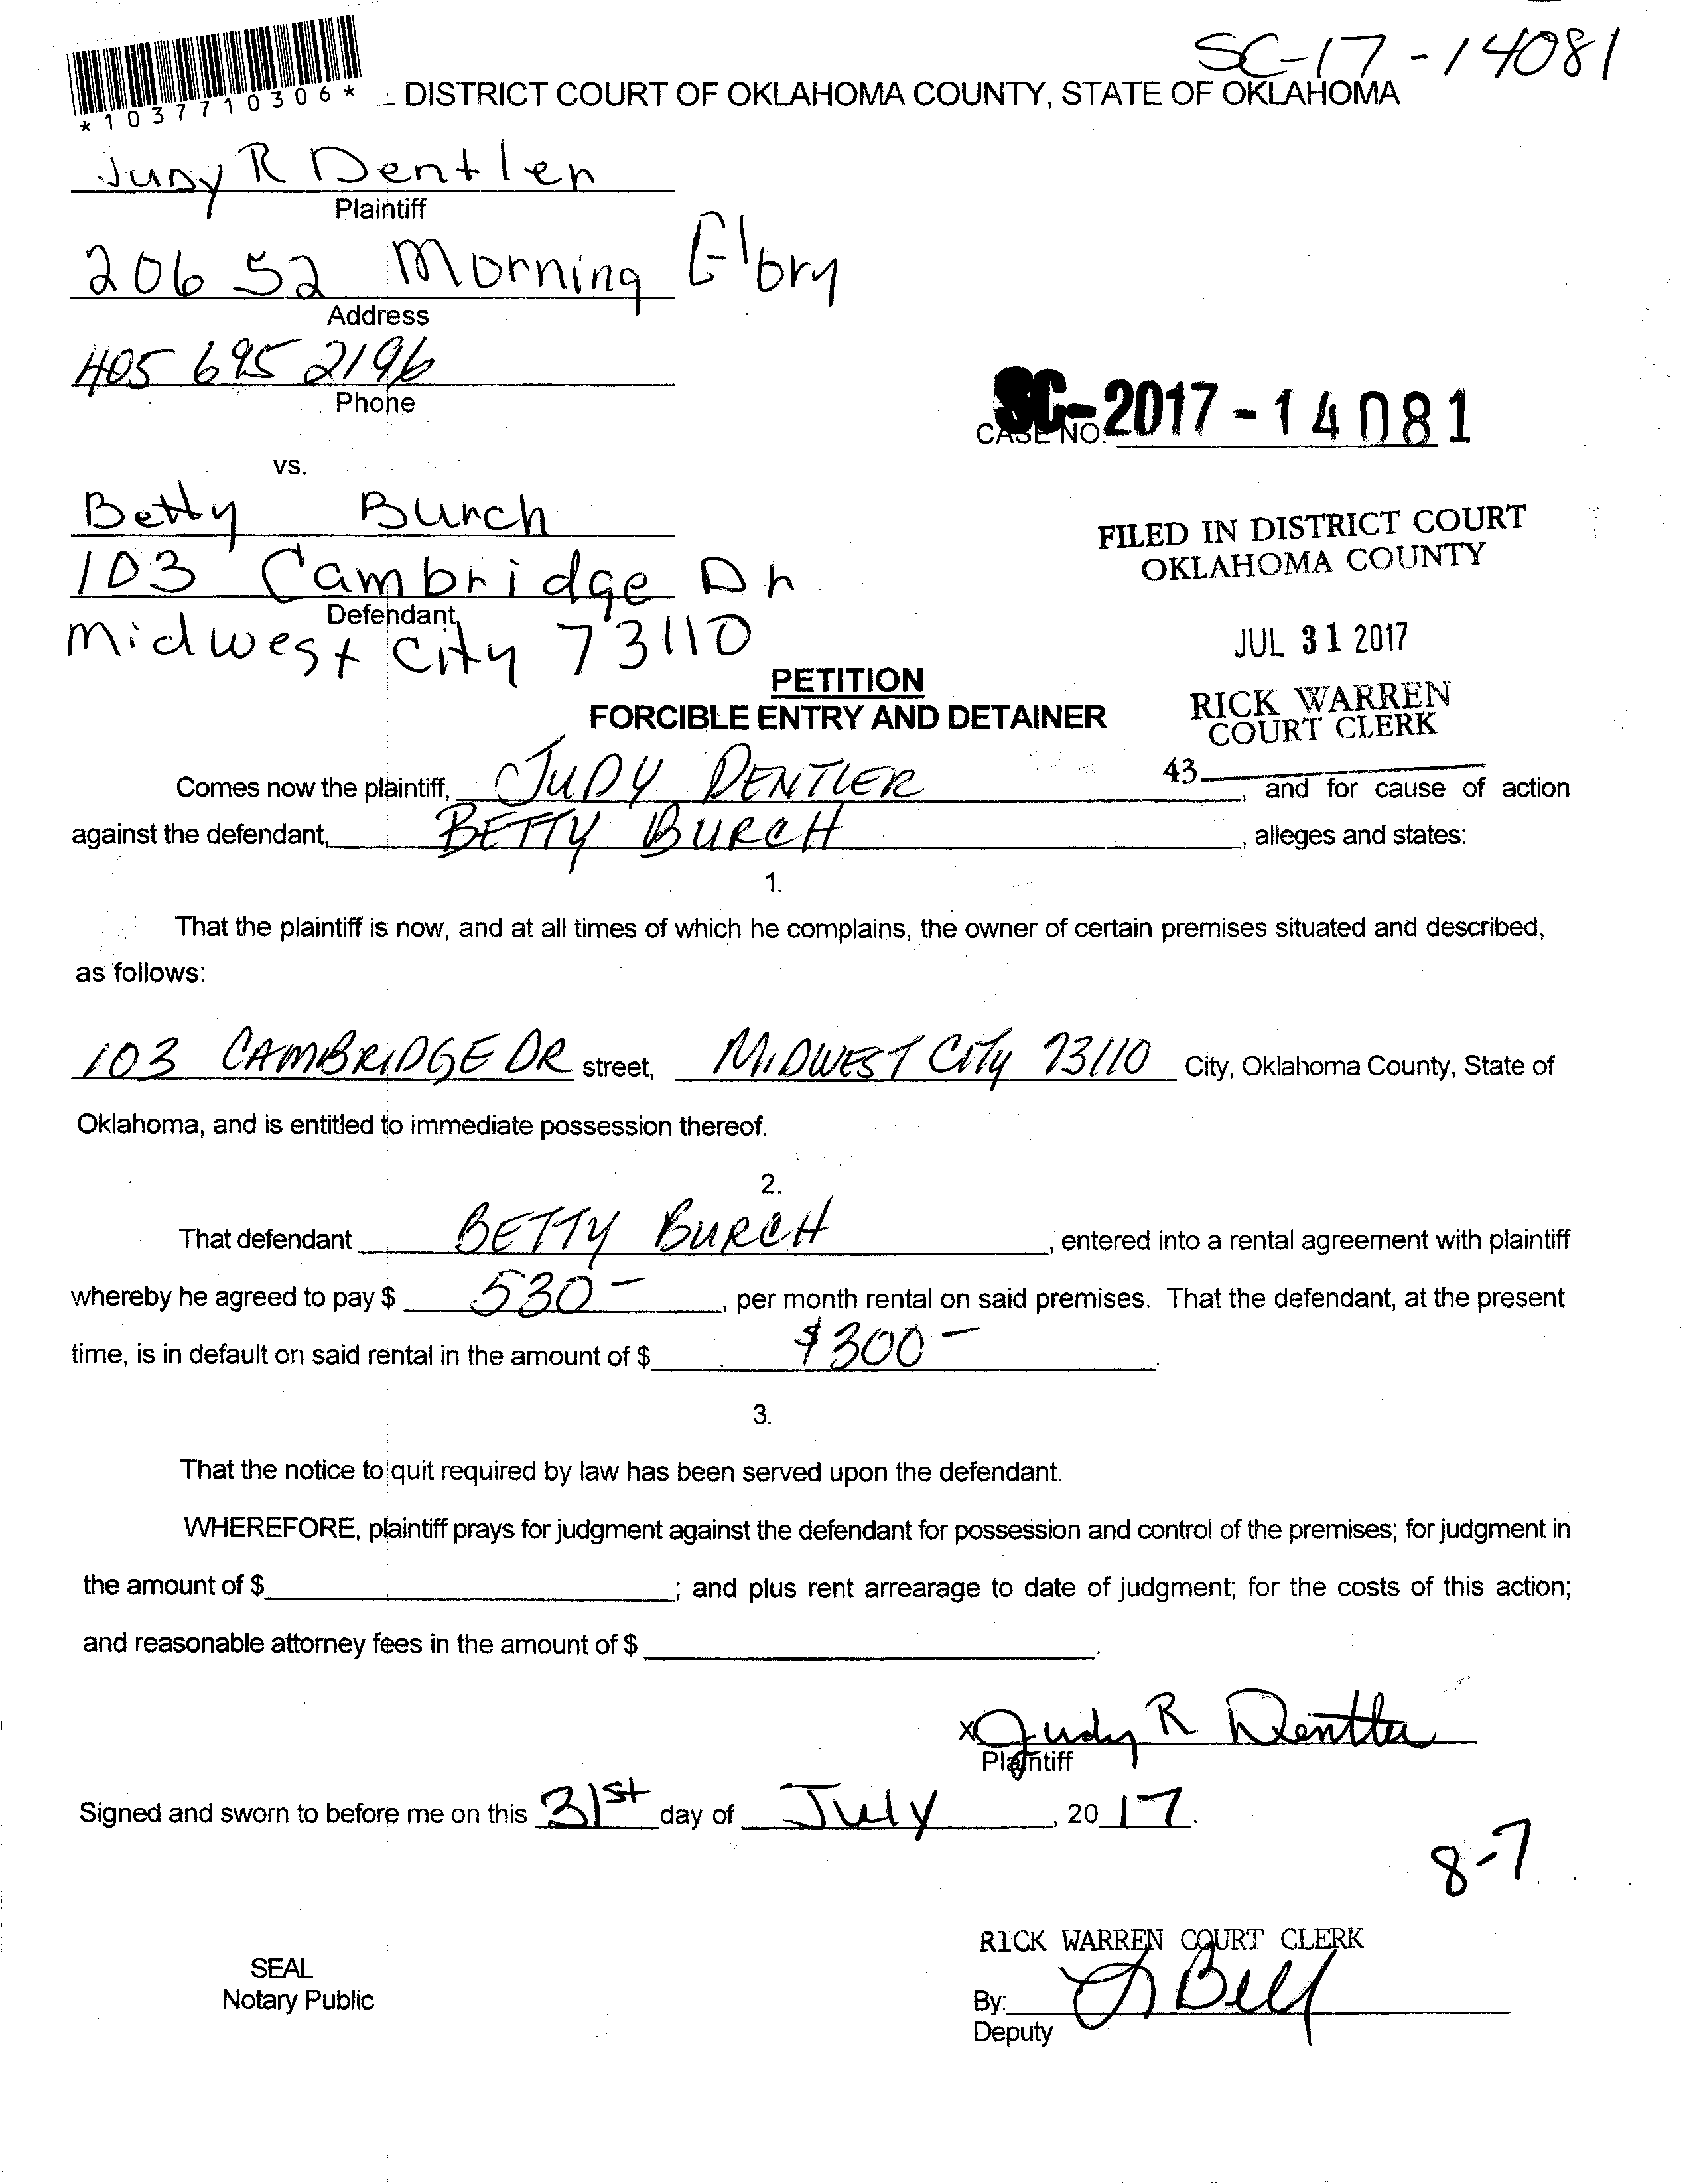 SC-17-14081
*1037710306*
DISTRICT COURT OF OKLAHOMA COUNTY, STATE OF OKLAHOMA
Judy R Dentler
Plaintiff
206 52 Morning Glory
Address
405 695 2196
Phone
SC-2017-14081
CASE NO.
vs.
Betty Burch
103 Cambridge Dr
Defendant
Midwest City 73110
FILED IN DISTRICT COURT
OKLAHOMA COUNTY
JUL 31 2017
RICK WARREN
COURT CLERK
43
PETITION
FORCIBLE ENTRY AND DETAINER
Comes now the plaintiff, JUDY DENTLER, and for cause of action
against the defendant, BETTY BURCH, alleges and states:
1.
That the plaintiff is now, and at all times of which he complains, the owner of certain premises situated and described,
as follows:
103 CAMBRIDGE DR street, MIDWEST CITY 73110 City, Oklahoma County, State of
Oklahoma, and is entitled to immediate possession thereof.
2.
That defendant BETTY BURCH, entered into a rental agreement with plaintiff
whereby he agreed to pay $ 530-, per month rental on said premises. That the defendant, at the present
time, is in default on said rental in the amount of $ $300-.
3.
That the notice to quit required by law has been served upon the defendant.
WHEREFORE, plaintiff prays for judgment against the defendant for possession and control of the premises; for judgment in
the amount of $; and plus rent arrearage to date of judgment; for the costs of this action;
and reasonable attorney fees in the amount of $.
x Judy R Dentler
Plaintiff
Signed and sworn to before me on this 31st day of July, 20 17.
8-7
RICK WARREN COURT CLERK
SEAL
Notary Public
By: Bell
Deputy